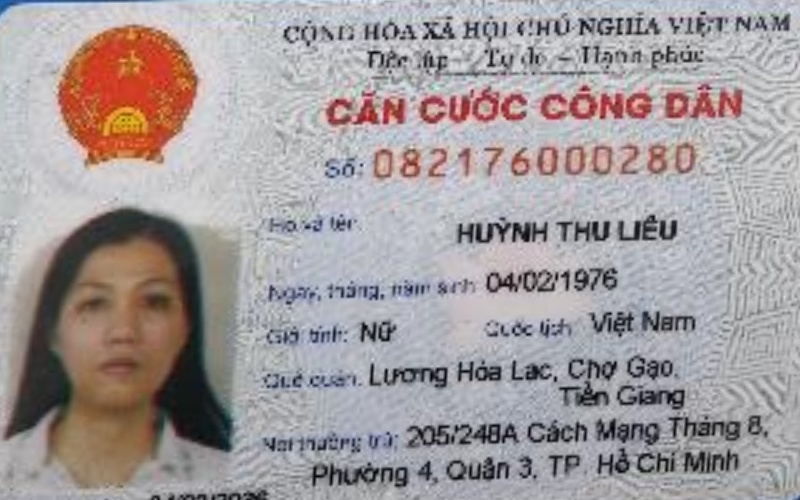 CỘNG HÒA XÃ HỘI CHỦ NGHĨA VIỆT NAM
Độc lập – Tự do – Hạnh phúc
CĂN CƯỚC CÔNG DÂN
Số: 082176000280
Họ và tên:
HUỲNH THU LIÊU
Ngày, tháng, năm sinh: 04/02/1976
Giới tính: Nữ Quốc tịch: Việt Nam
Quê quán: Lương Hòa Lạc, Chợ Gạo,
Tiền Giang
Nơi thường trú: 205/248A Cách Mạng Tháng 8,
Phường 4, Quận 3, TP. Hồ Chí Minh